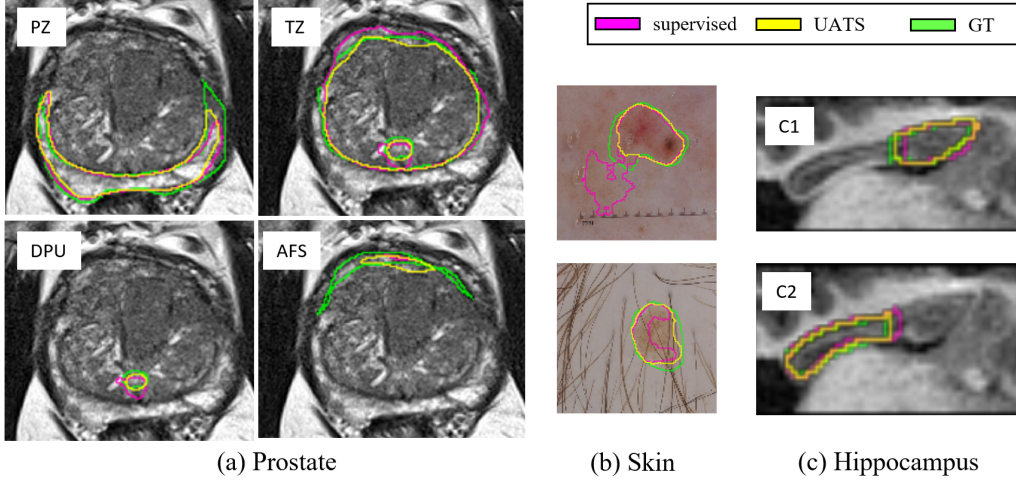 PZ
TZ
supervised UATS GT
C1
DPU
AFS
C2
(a) Prostate
(b) Skin
(c) Hippocampus